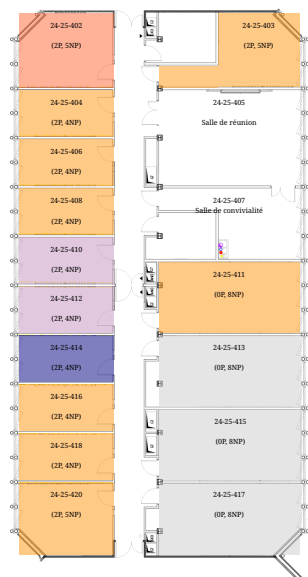 24-25-402
(2P, 5NP)
24-25-403
(2P, 5NP)
24-25-404
(2P, 4NP)
24-25-405
Salle de réunion
24-25-406
(2P, 4NP)
24-25-408
(2P, 4NP)
24-25-407
Salle de convivialité
24-25-410
(2P, 4NP)
24-25-411
(0P, 8NP)
24-25-412
(2P, 4NP)
24-25-414
(2P, 4NP)
24-25-413
(0P, 8NP)
24-25-416
(2P, 4NP)
24-25-415
(0P, 8NP)
24-25-418
(2P, 4NP)
24-25-420
(2P, 5NP)
24-25-417
(0P, 8NP)